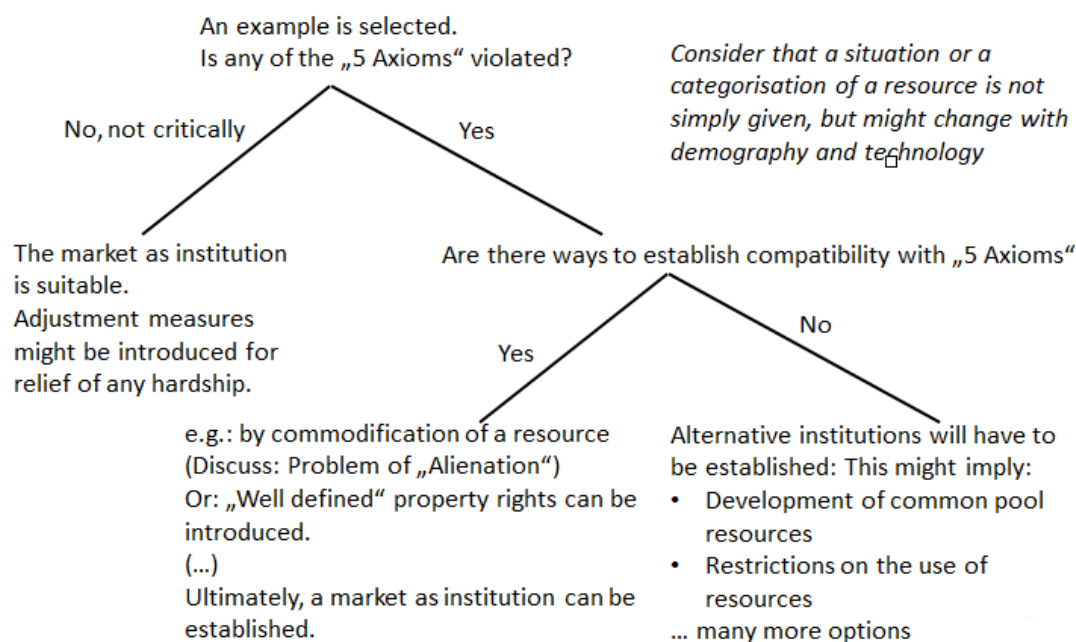 An example is selected.
Is any of the „5 Axioms“ violated?
Consider that a situation or a
categorisation of a resource is not
simply given, but might change with
demography and technology
No, not critically
Yes
The market as institution
is suitable.
Adjustment measures
might be introduced for
relief of any hardship.
Are there ways to establish compatibility with „5 Axioms“
Yes
No
e.g.: by commodification of a resource
(Discuss: Problem of „Alienation“)
Or: „Well defined“ property rights can be
introduced.
(...)
Ultimately, a market as institution can be
established.
Alternative institutions will have to
be established: This might imply:
• Development of common pool
resources
• Restrictions on the use of
resources
... many more options